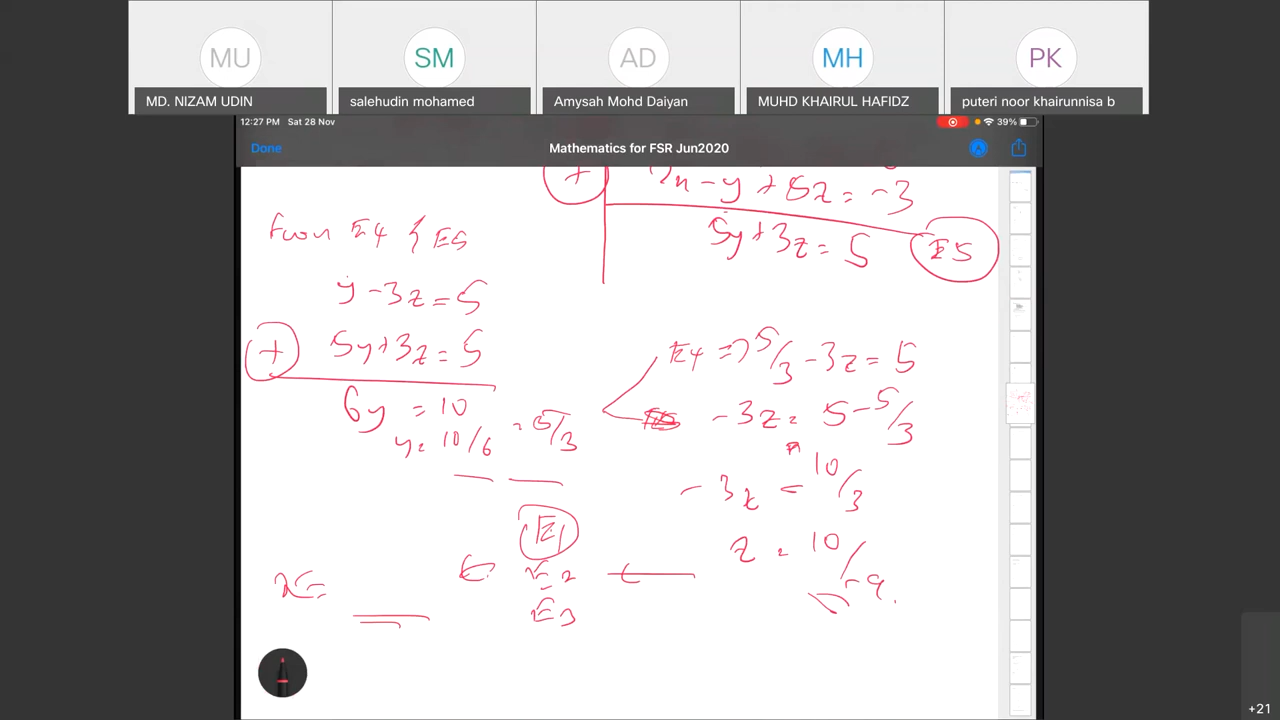 MU SM AD MH PK
MD. NIZAM UDIN salehudin mohamed Amysah Mohd Daiyan MUHD KHAIRUL HAFIDZ puteri noor khairunnisa b
12:27 PM Sat 28 Nov 39%
Done Mathematics for FSR Jun2020
- y + 8z = -3
5y+3z = 5 E5
From E4 & E5
y - 3z = 5
+ 5y+3z = 5
6y = 10
y = 10/6 = 5/3
E4 => 5/3 - 3z = 5
-3z = 5 - 5/3
-3z = 10/3
z = 10/-9
E1
E2
E3
x =
+21